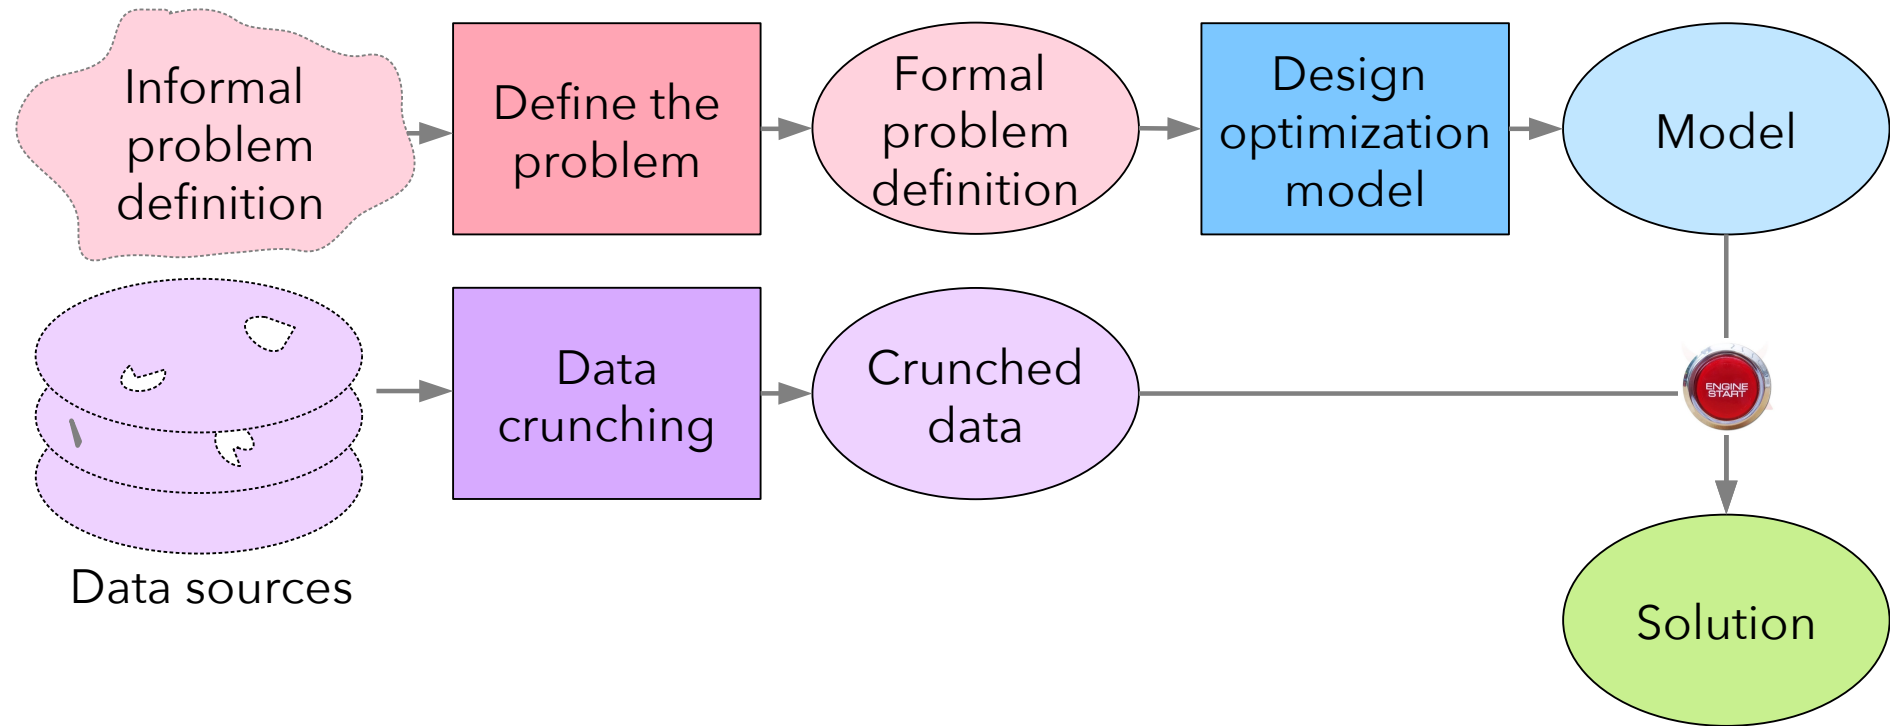 Informal
problem
definition
Define the
problem
Formal
problem
definition
Design
optimization
model
Model
Data
crunching
Crunched
data
ENGINE
START
Data sources
Solution